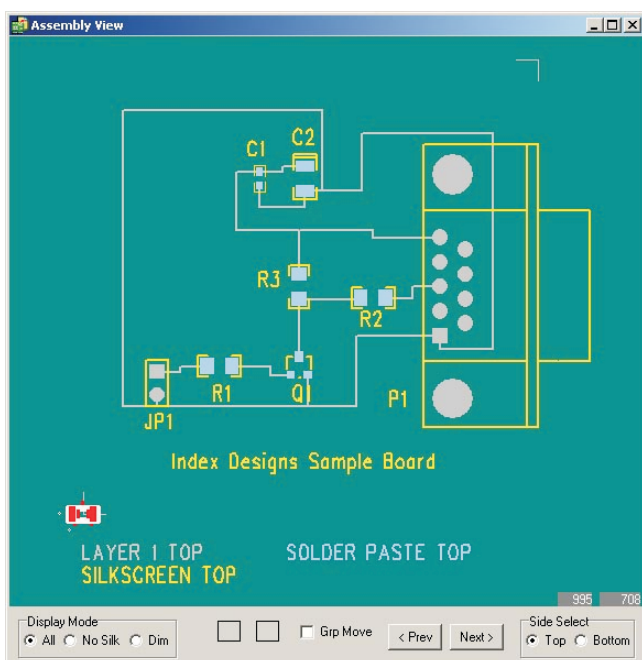 Assembly View
C1
C2
R3
R2
R1
Q1
P1
JP1
Index Designs Sample Board
LAYER 1 TOP
SOLDER PASTE TOP
SILKSCREEN TOP
995 708
Display Mode
All No Silk Dim
Grp Move
< Prev
Next >
Side Select
Top Bottom